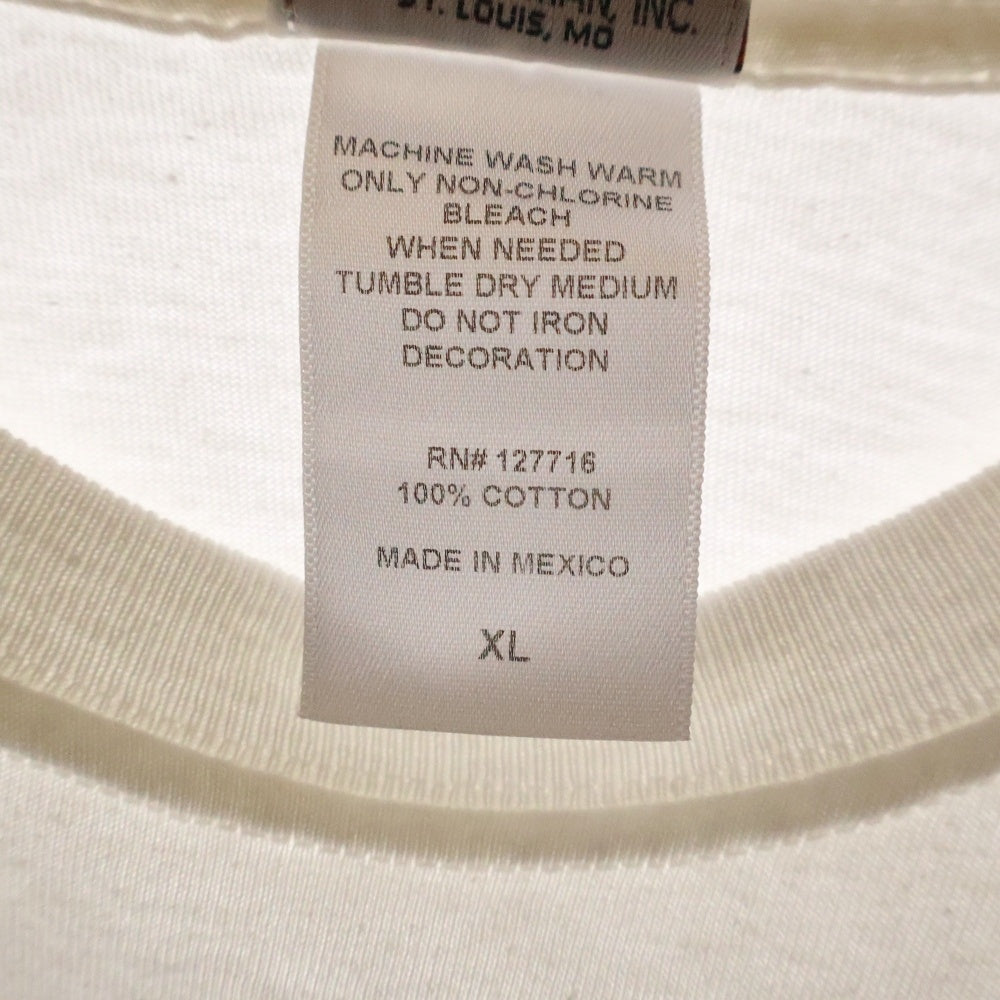 INC.
ST. LOUIS, MO
MACHINE WASH WARM
ONLY NON-CHLORINE
BLEACH
WHEN NEEDED
TUMBLE DRY MEDIUM
DO NOT IRON
DECORATION
RN# 127716
100% COTTON
MADE IN MEXICO
XL